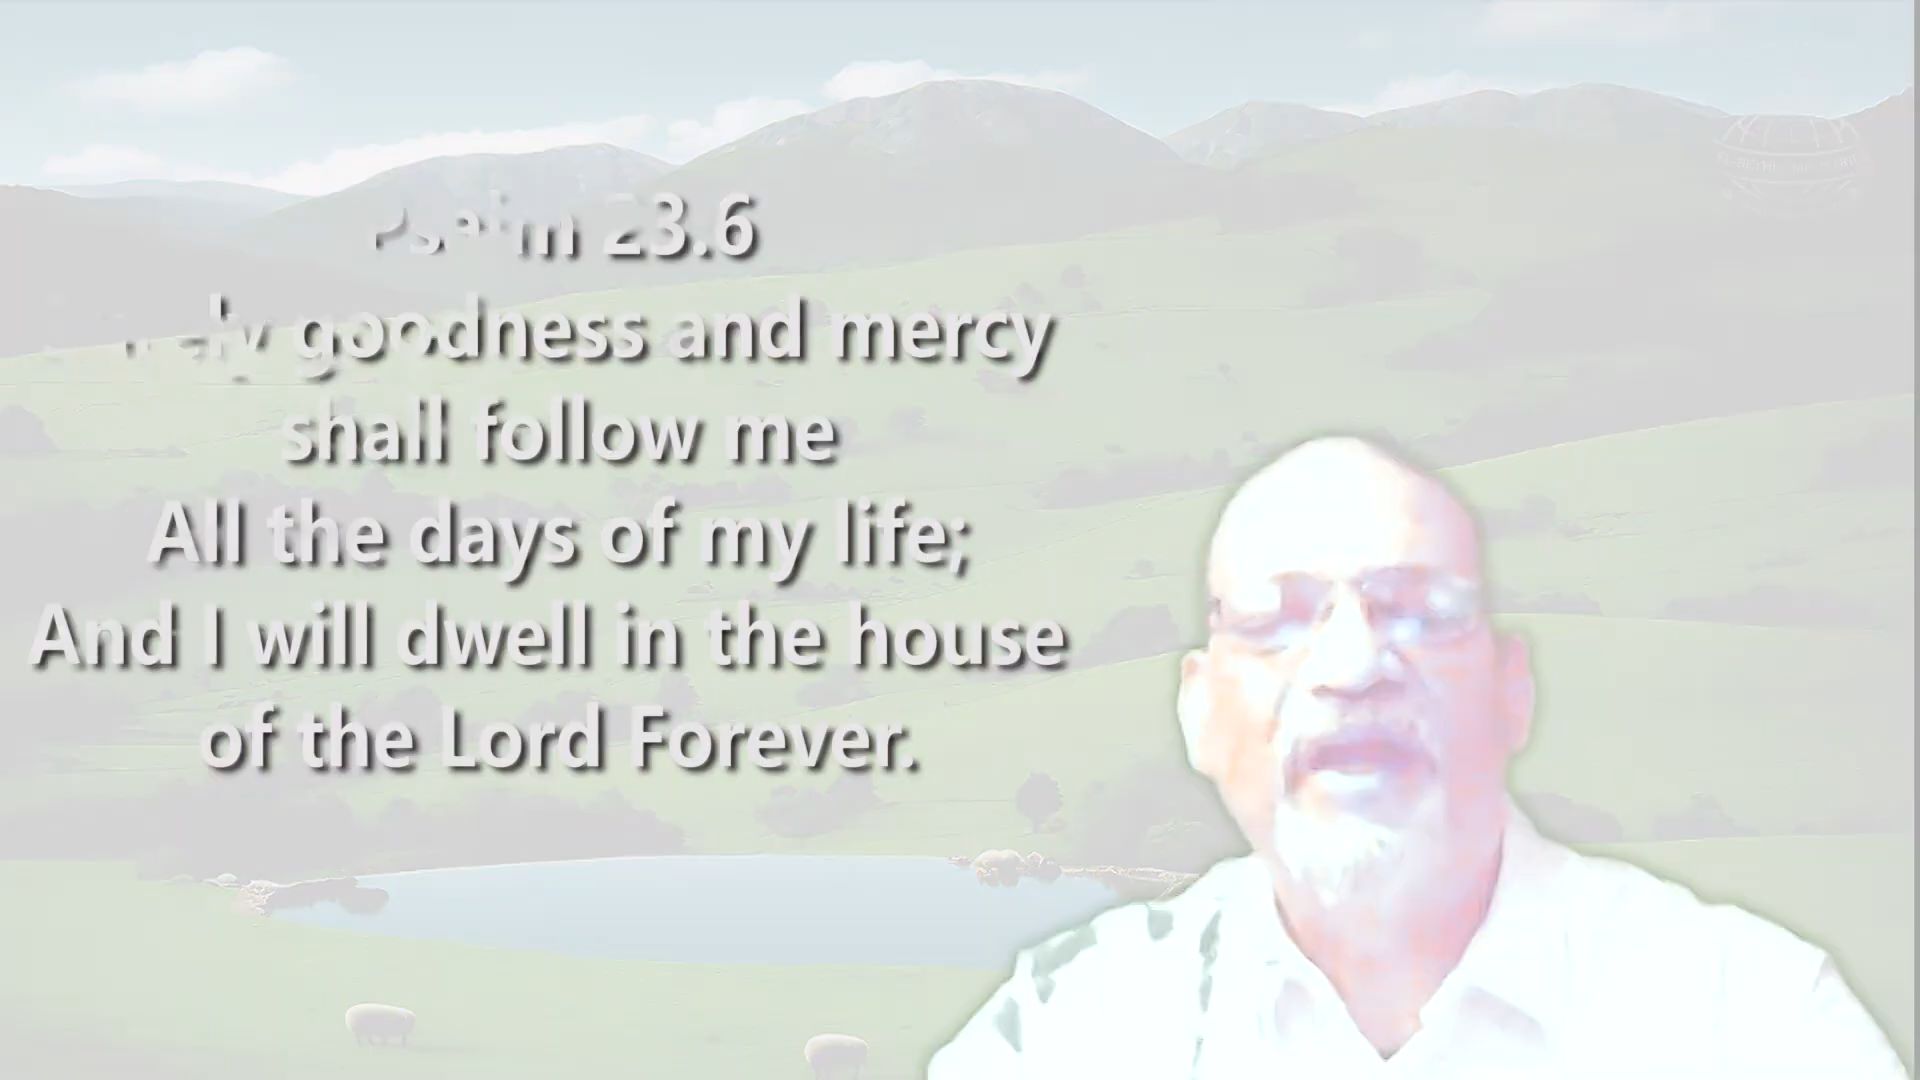 Psalm 23.6
goodness and mercy
shall follow me
All the days of my life;
And I will dwell in the house
of the Lord Forever.